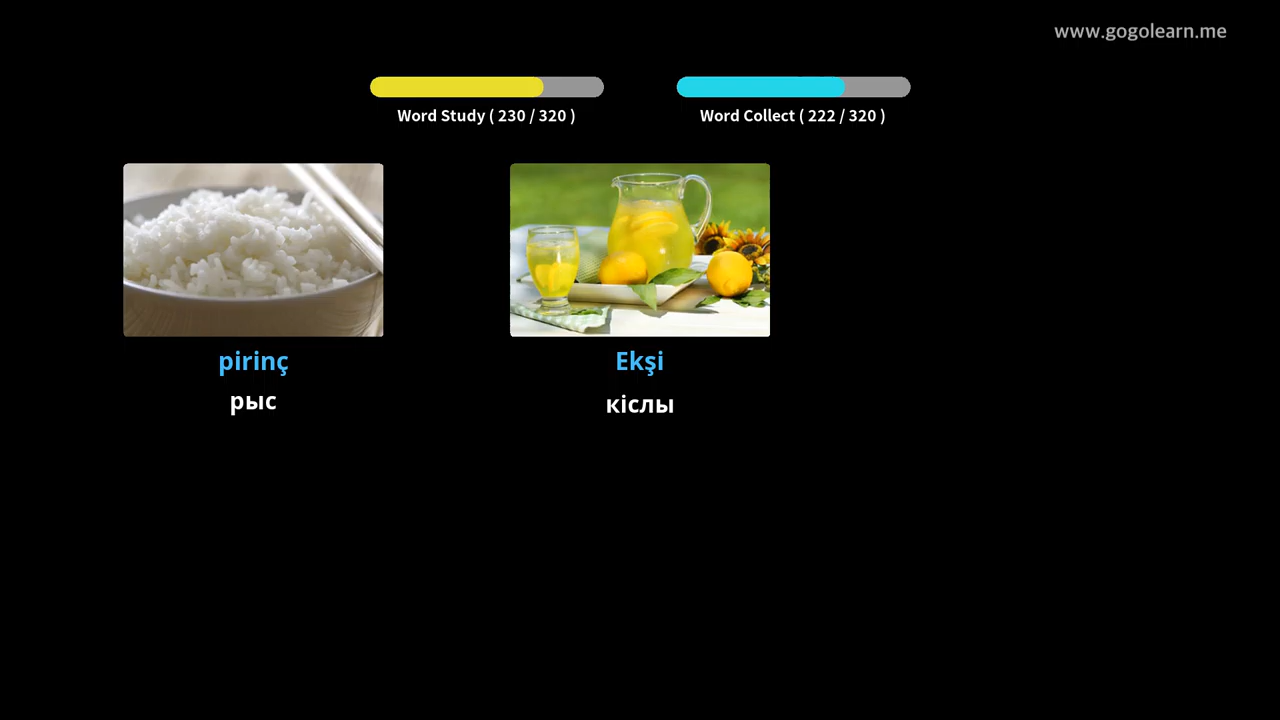 www.gogolearn.me
Word Study ( 230 / 320 )
Word Collect ( 222 / 320 )
pirinç
рыс
Ekşi
кіслы